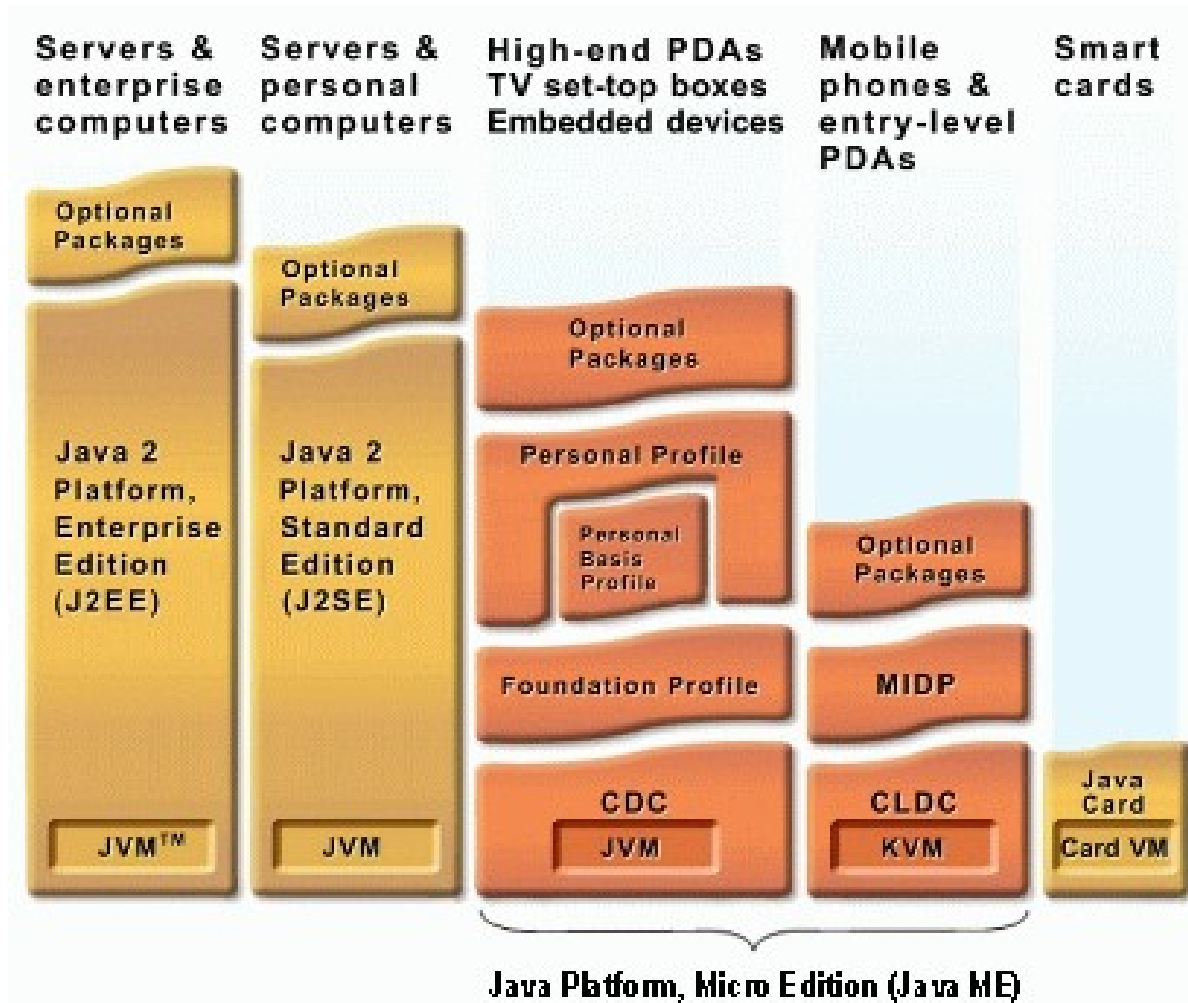 Servers &
enterprise
computers
Servers &
personal
computers
High-end PDAs
TV set-top boxes
Embedded devices
Mobile
phones &
entry-level
PDAs
Smart
cards
Optional
Packages
Java 2
Platform,
Enterprise
Edition
(J2EE)
JVM™
Optional
Packages
Java 2
Platform,
Standard
Edition
(J2SE)
JVM
Optional
Packages
Personal Profile
Personal
Basis
Profile
Foundation Profile
CDC
JVM
Optional
Packages
MIDP
CLDC
KVM
Java
Card
Card VM
Java Platform, Micro Edition (Java ME)